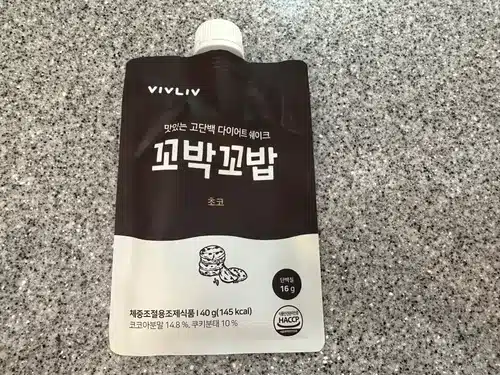 VIVLIV
맛있는 고단백 다이어트 쉐이크
꼬박꼬밥
초코
단백질
16 g
체중조절용조제식품 | 40 g(145 kcal)
코코아분말 14.8 %, 쿠키분태 10 %
HACCP